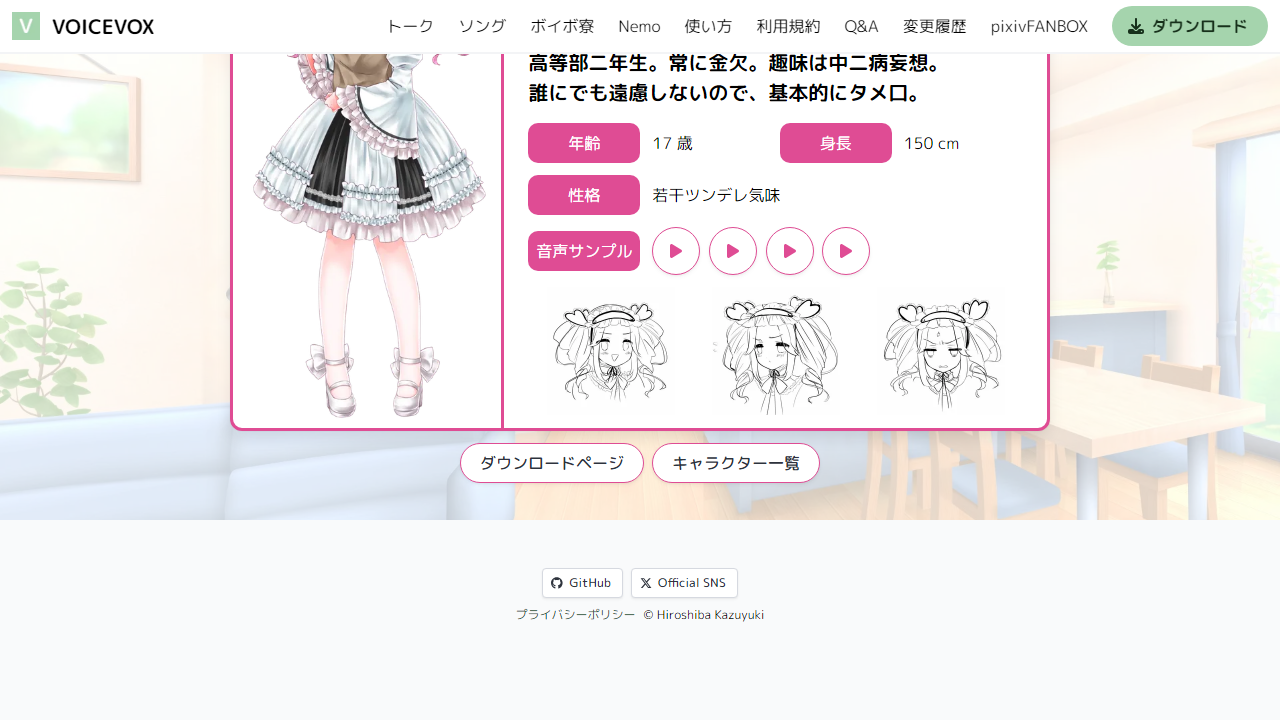 V VOICEVOX トーク ソング ボイボ寮 Nemo 使い方 利用規約 Q&A 変更履歴 pixivFANBOX ダウンロード
高等部二年生。常に金欠。趣味は中二病妄想。
誰にでも遠慮しないので、基本的にタメ口。
年齢 17 歳 身長 150 cm
性格 若干ツンデレ気味
音声サンプル
ダウンロードページ キャラクター一覧
GitHub Official SNS
プライバシーポリシー © Hiroshiba Kazuyuki